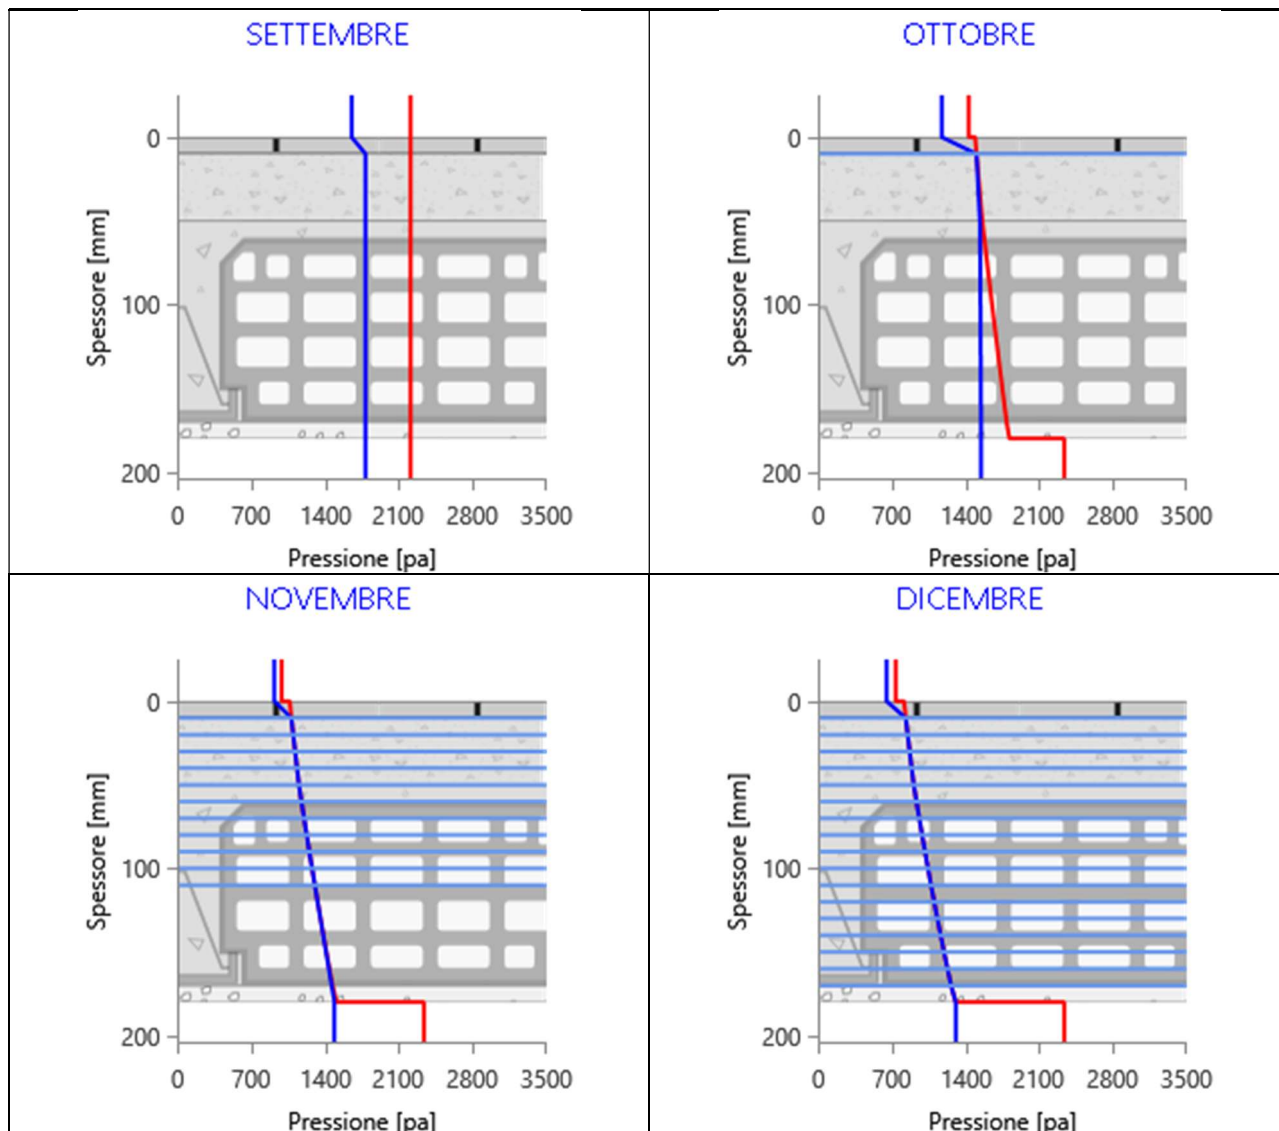 SETTEMBRE
0
Spessore [mm]
100
200
0 700 1400 2100 2800 3500
Pressione [pa]
OTTOBRE
0
Spessore [mm]
100
200
0 700 1400 2100 2800 3500
Pressione [pa]
NOVEMBRE
0
Spessore [mm]
100
200
0 700 1400 2100 2800 3500
Pressione [pa]
DICEMBRE
0
Spessore [mm]
100
200
0 700 1400 2100 2800 3500
Pressione [pa]